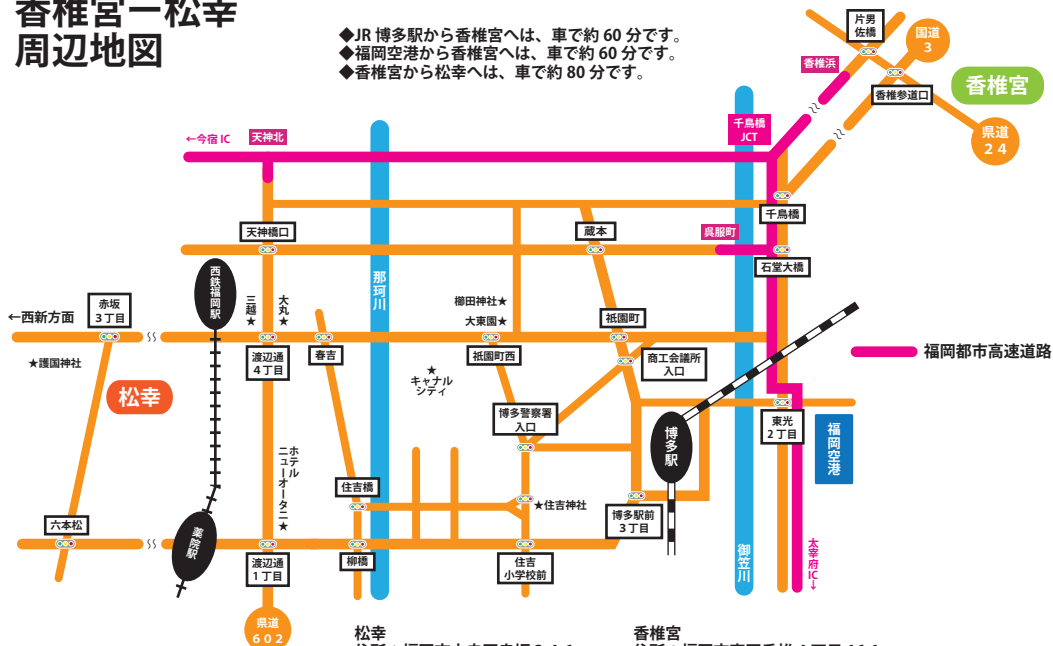 香椎宮ー松幸
周辺地図
◆JR 博多駅から香椎宮へは、車で約 60 分です。
◆福岡空港から香椎宮へは、車で約 60 分です。
◆香椎宮から松幸へは、車で約 80 分です。
片男
佐橋
国道
3
香椎浜
香椎参道口
香椎宮
県道
24
←今宿 IC
天神北
千鳥橋
JCT
千鳥橋
天神橋口
蔵本
呉服町
石堂大橋
西鉄福岡駅
那珂川
赤坂
3丁目
←西新方面
三越★
大丸★
櫛田神社★
大東園★
祇園町
★護国神社
渡辺通
4丁目
春吉
祇園町西
商工会議所
入口
福岡都市高速道路
★
キャナル
シティ
松幸
博多警察署
入口
博多駅
東光
2丁目
福岡空港
ホテル
ニューオータニ★
住吉橋
★住吉神社
博多駅前
3丁目
六本松
薬院駅
渡辺通
1丁目
柳橋
住吉
小学校前
御笠川
太宰府IC→
県道
602
松幸
香椎宮